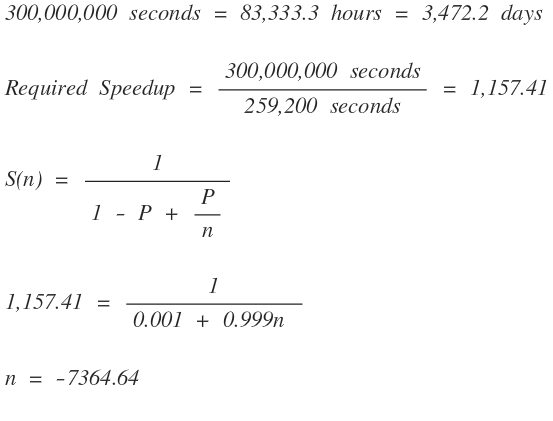 300,000,000 seconds = 83,333.3 hours = 3,472.2 days
Required Speedup = 300,000,000 seconds / 259,200 seconds = 1,157.41
S(n) = 1 / 1 - P + P / n
1,157.41 = 1 / 0.001 + 0.999n
n = -7364.64